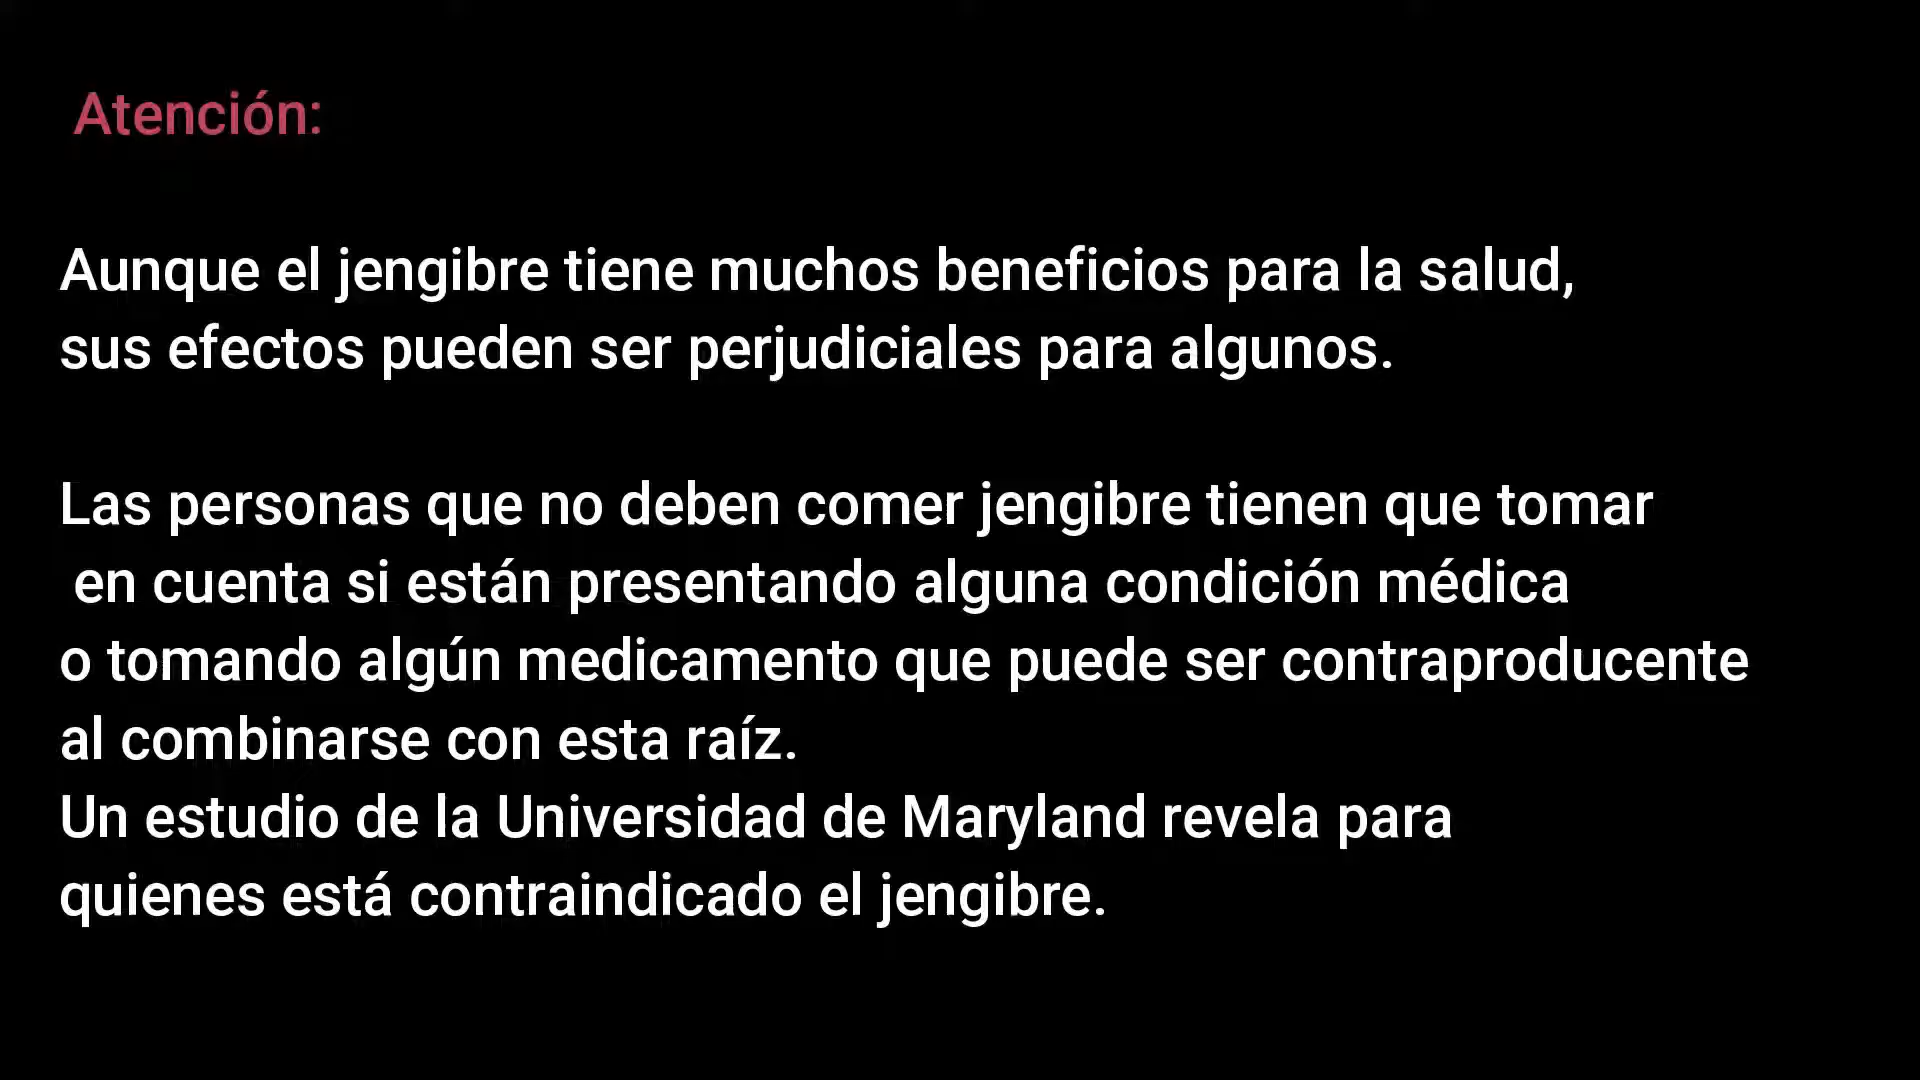 Atención:
Aunque el jengibre tiene muchos beneficios para la salud,
sus efectos pueden ser perjudiciales para algunos.
Las personas que no deben comer jengibre tienen que tomar
en cuenta si están presentando alguna condición médica
o tomando algún medicamento que puede ser contraproducente
al combinarse con esta raíz.
Un estudio de la Universidad de Maryland revela para
quienes está contraindicado el jengibre.